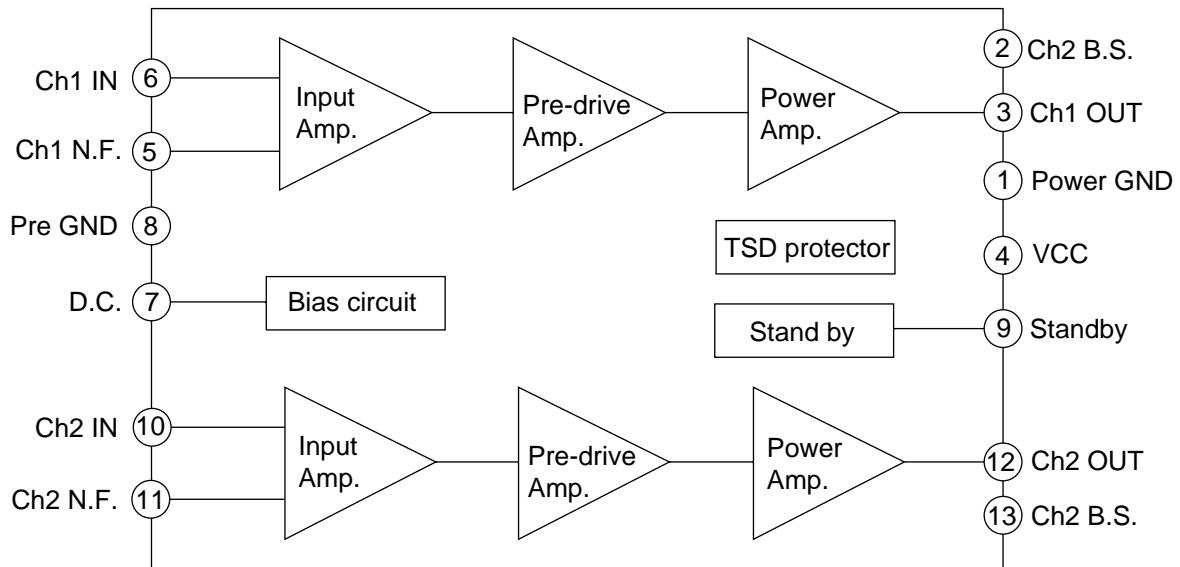 Ch1 IN
6
Ch1 N.F.
5
Pre GND
8
D.C.
7
Ch2 IN
10
Ch2 N.F.
11
Input
Amp.
Pre-drive
Amp.
Power
Amp.
TSD protector
Bias circuit
Stand by
Input
Amp.
Pre-drive
Amp.
Power
Amp.
2
Ch2 B.S.
3
Ch1 OUT
1
Power GND
4
VCC
9
Standby
12
Ch2 OUT
13
Ch2 B.S.